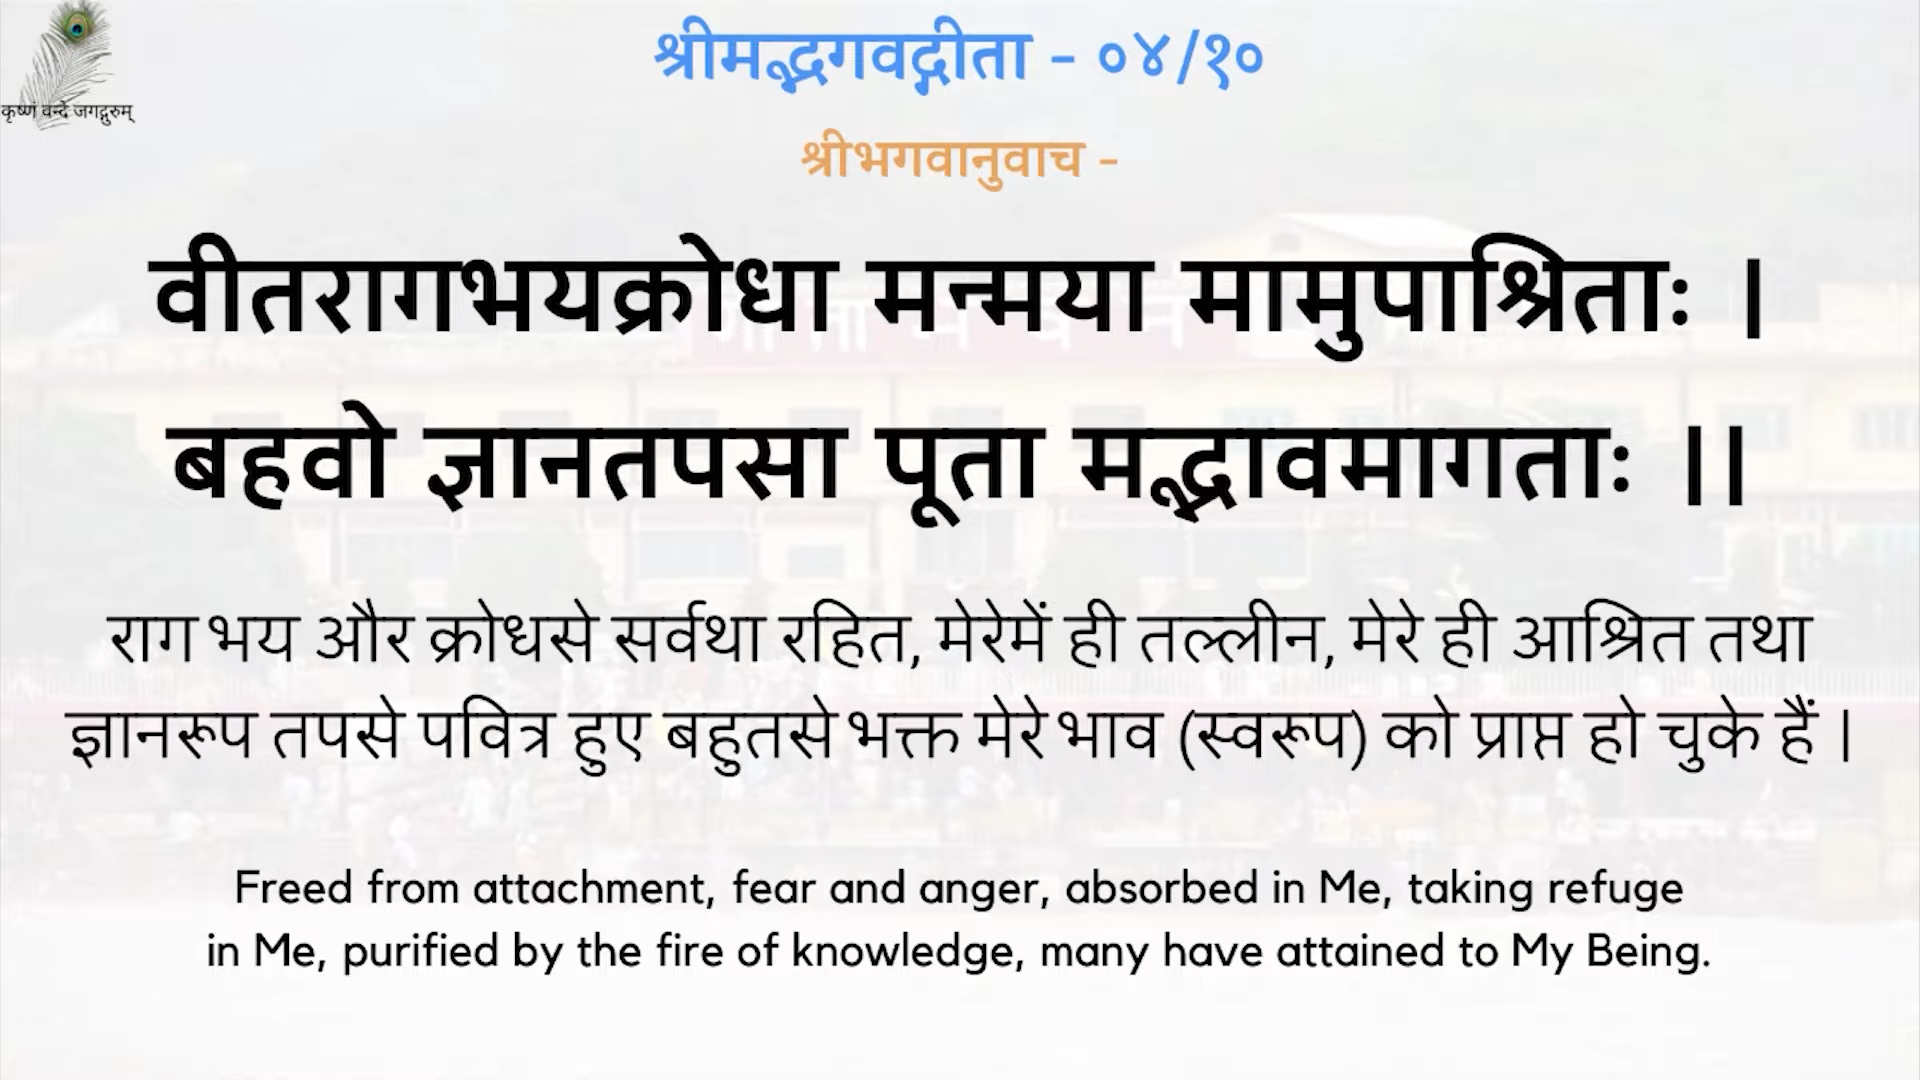 श्रीमद्भगवद्गीता - ०४/१०
कृष्णं वन्दे जगद्गुरुम्
श्रीभगवानुवाच -
वीतरागभयक्रोधा मन्मया मामुपाश्रिताः ।
बहवो ज्ञानतपसा पूता मद्भावमागताः ।।
राग भय और क्रोधसे सर्वथा रहित, मेरेमें ही तल्लीन, मेरे ही आश्रित तथा
ज्ञानरूप तपसे पवित्र हुए बहुतसे भक्त मेरे भाव (स्वरूप) को प्राप्त हो चुके हैं ।
Freed from attachment, fear and anger, absorbed in Me, taking refuge
in Me, purified by the fire of knowledge, many have attained to My Being.